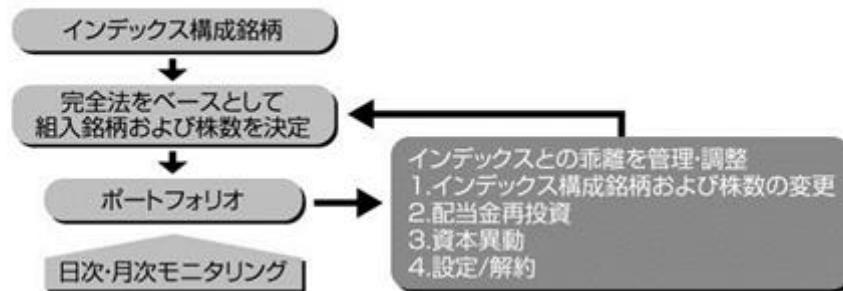 インデックス構成銘柄
完全法をベースとして
組入銘柄および株数を決定
ポートフォリオ
日次・月次モニタリング
インデックスとの乖離を管理・調整
1.インデックス構成銘柄および株数の変更
2.配当金再投資
3.資本異動
4.設定/解約